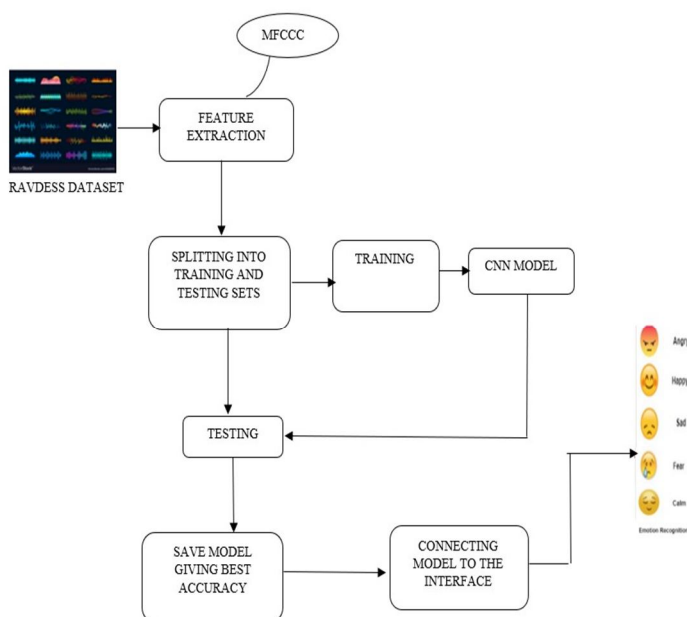 MFCCC
FEATURE
EXTRACTION
RAVDESS DATASET
SPLITTING INTO
TRAINING AND
TESTING SETS
TRAINING
CNN MODEL
TESTING
SAVE MODEL
GIVING BEST
ACCURACY
CONNECTING
MODEL TO THE
INTERFACE
Angry
Happy
Sad
Fear
Calm
Emotion Recognition